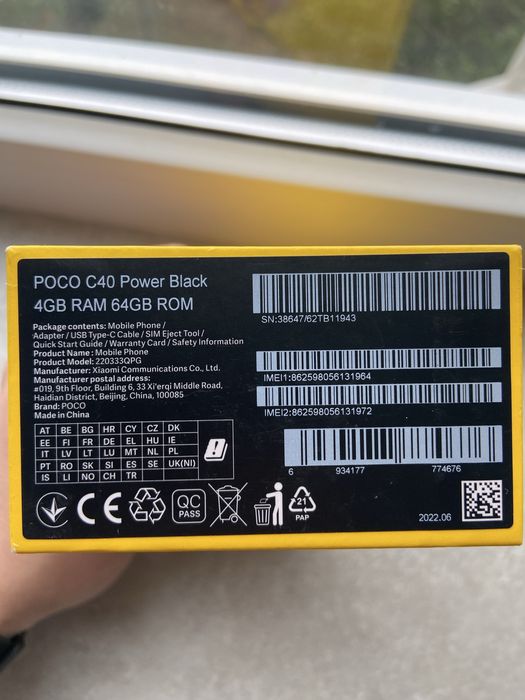 POCO C40 Power Black
4GB RAM 64GB ROM
Package contents: Mobile Phone /
Adapter / USB Type-C Cable / SIM Eject Tool /
Quick Start Guide / Warranty Card / Safety Information
Product Name : Mobile Phone
Product Model: 220333QPG
Manufacturer: Xiaomi Communications Co., Ltd.
Manufacturer postal address:
#019, 9th Floor, Building 6, 33 Xi'erqi Middle Road,
Haidian District, Beijing, China, 100085
Brand: POCO
Made in China
SN:38647/62TB11943
IMEI1:862598056131964
IMEI2:862598056131972
6 934177 774676
AT BE BG HR CY CZ DK
EE FI FR DE EL HU IE
IT LV LT LU MT NL PL
PT RO SK SI ES SE UK(NI)
IS LI NO CH TR
CE
QC
PASS
21
PAP
2022.06